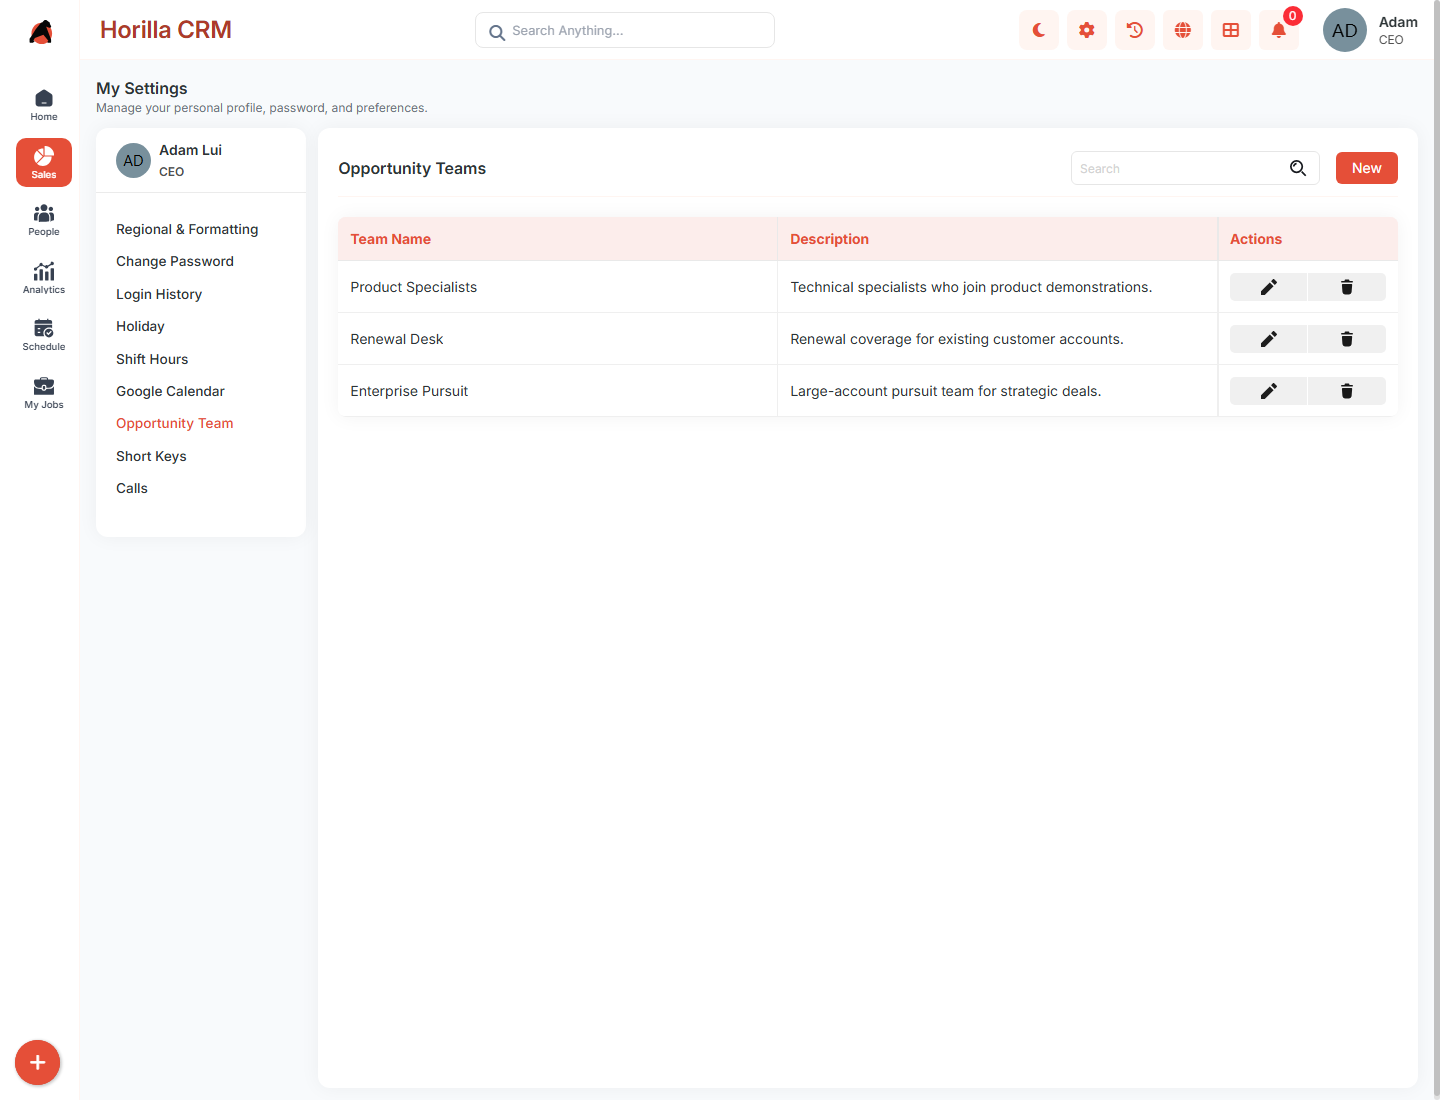 Horilla CRM
Search Anything...
0
AD
Adam
CEO
Home
Sales
People
Analytics
Schedule
My Jobs
My Settings
Manage your personal profile, password, and preferences.
AD
Adam Lui
CEO
Regional & Formatting
Change Password
Login History
Holiday
Shift Hours
Google Calendar
Opportunity Team
Short Keys
Calls
Opportunity Teams
Search
New
Team Name Description Actions
Product Specialists Technical specialists who join product demonstrations.
Renewal Desk Renewal coverage for existing customer accounts.
Enterprise Pursuit Large-account pursuit team for strategic deals.